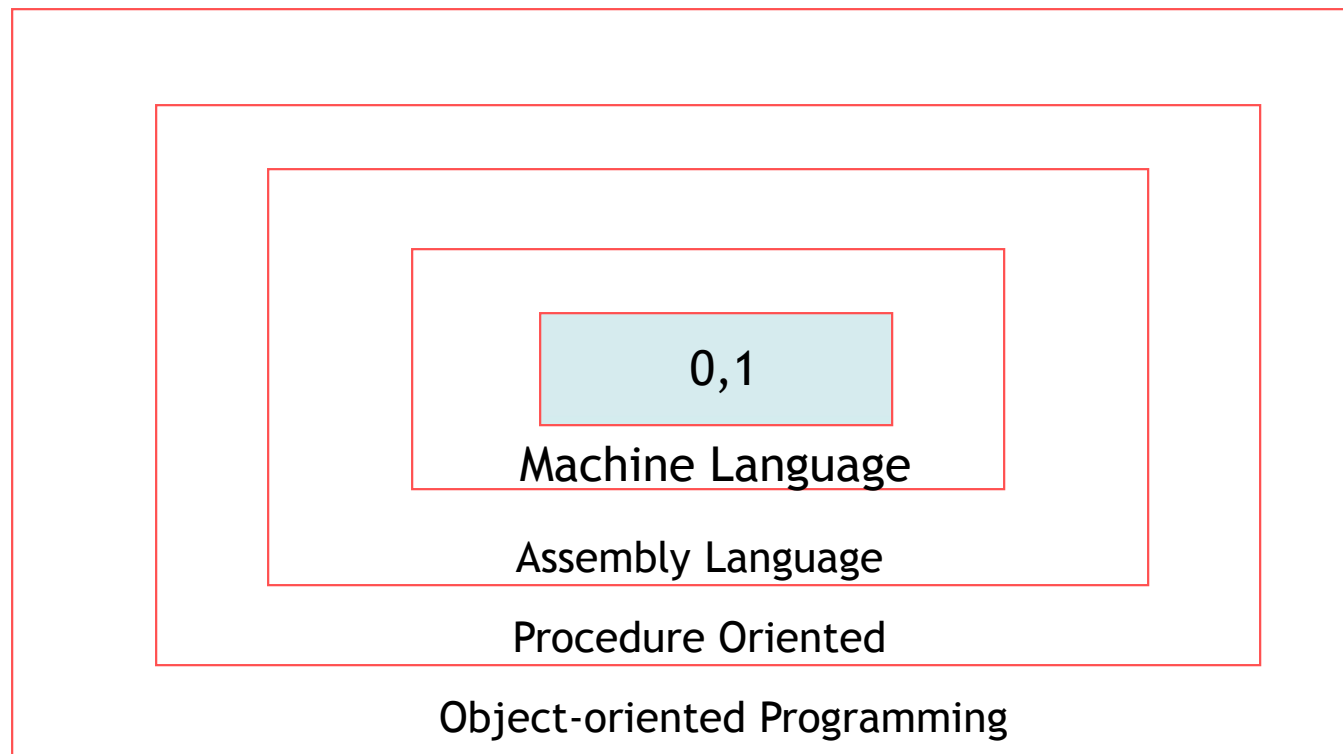 0,1
Machine Language
Assembly Language
Procedure Oriented
Object-oriented Programming